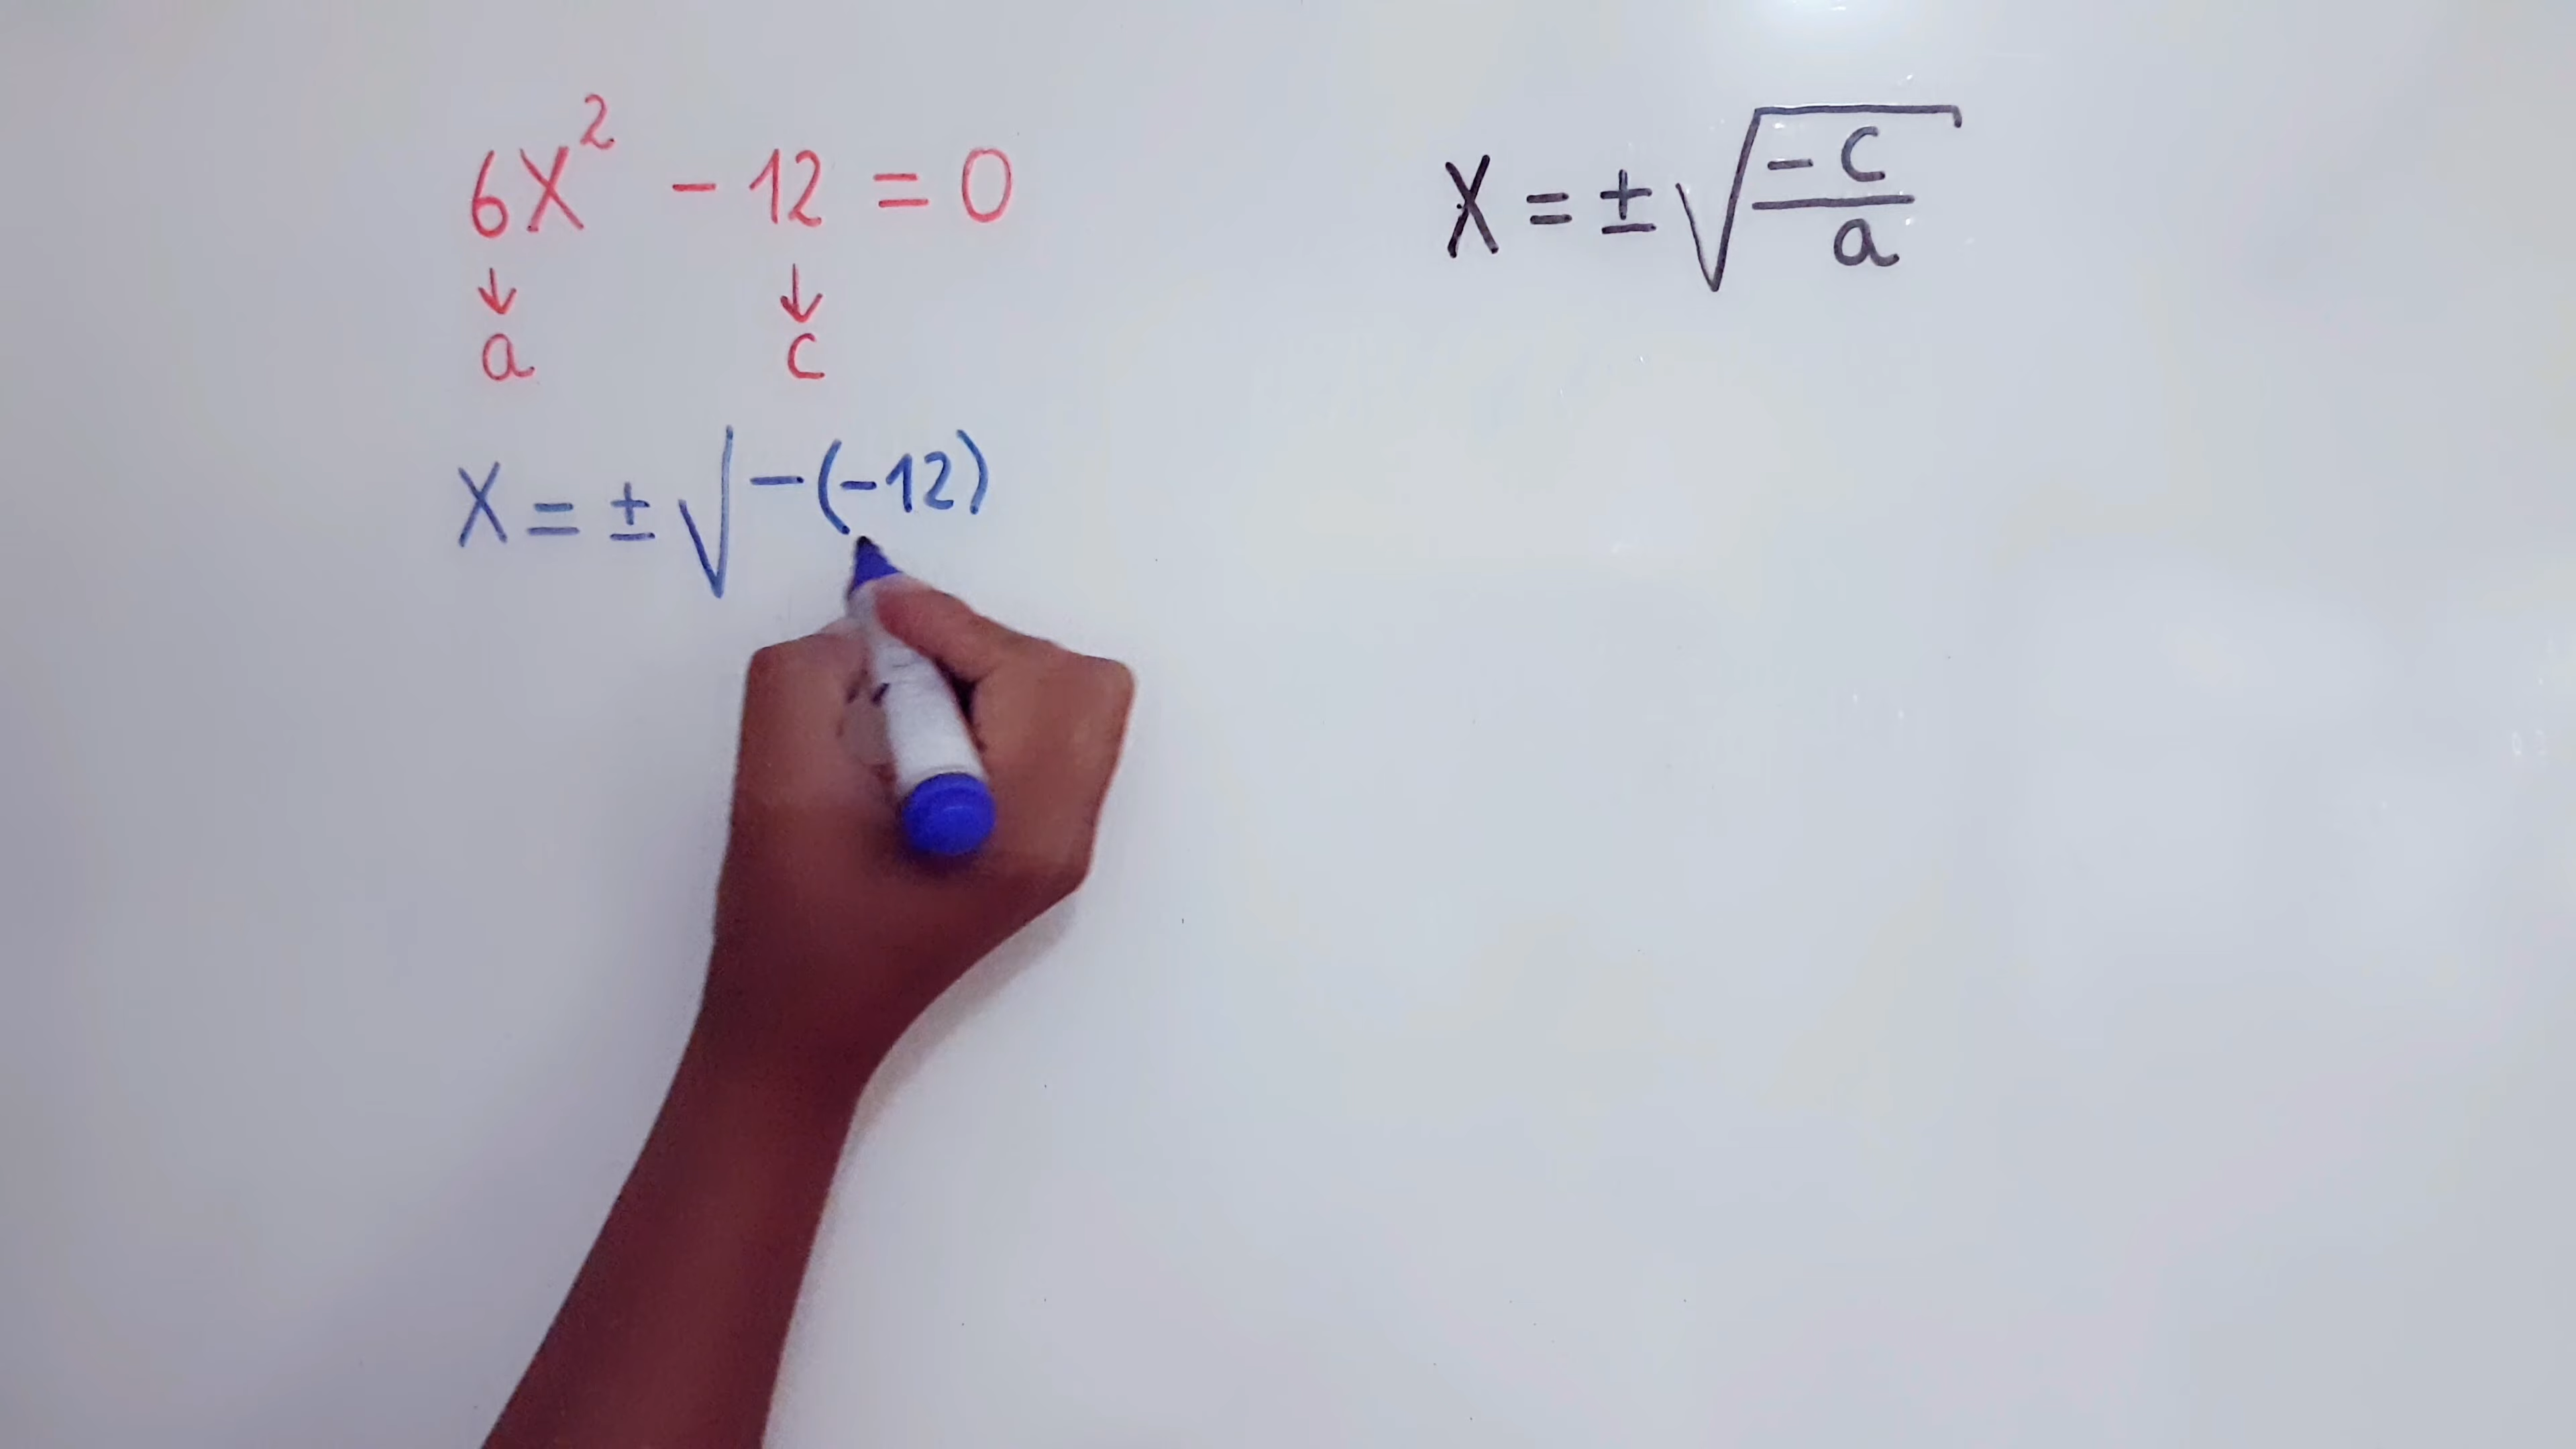 6X² - 12 = 0
X = ± √(-c/a)
↓ ↓
a c
X = ± √-(-12)